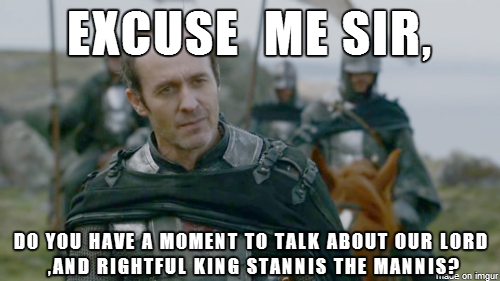 EXCUSE ME SIR,
DO YOU HAVE A MOMENT TO TALK ABOUT OUR LORD
,AND RIGHTFUL KING STANNIS THE MANNIS?
made on imgur